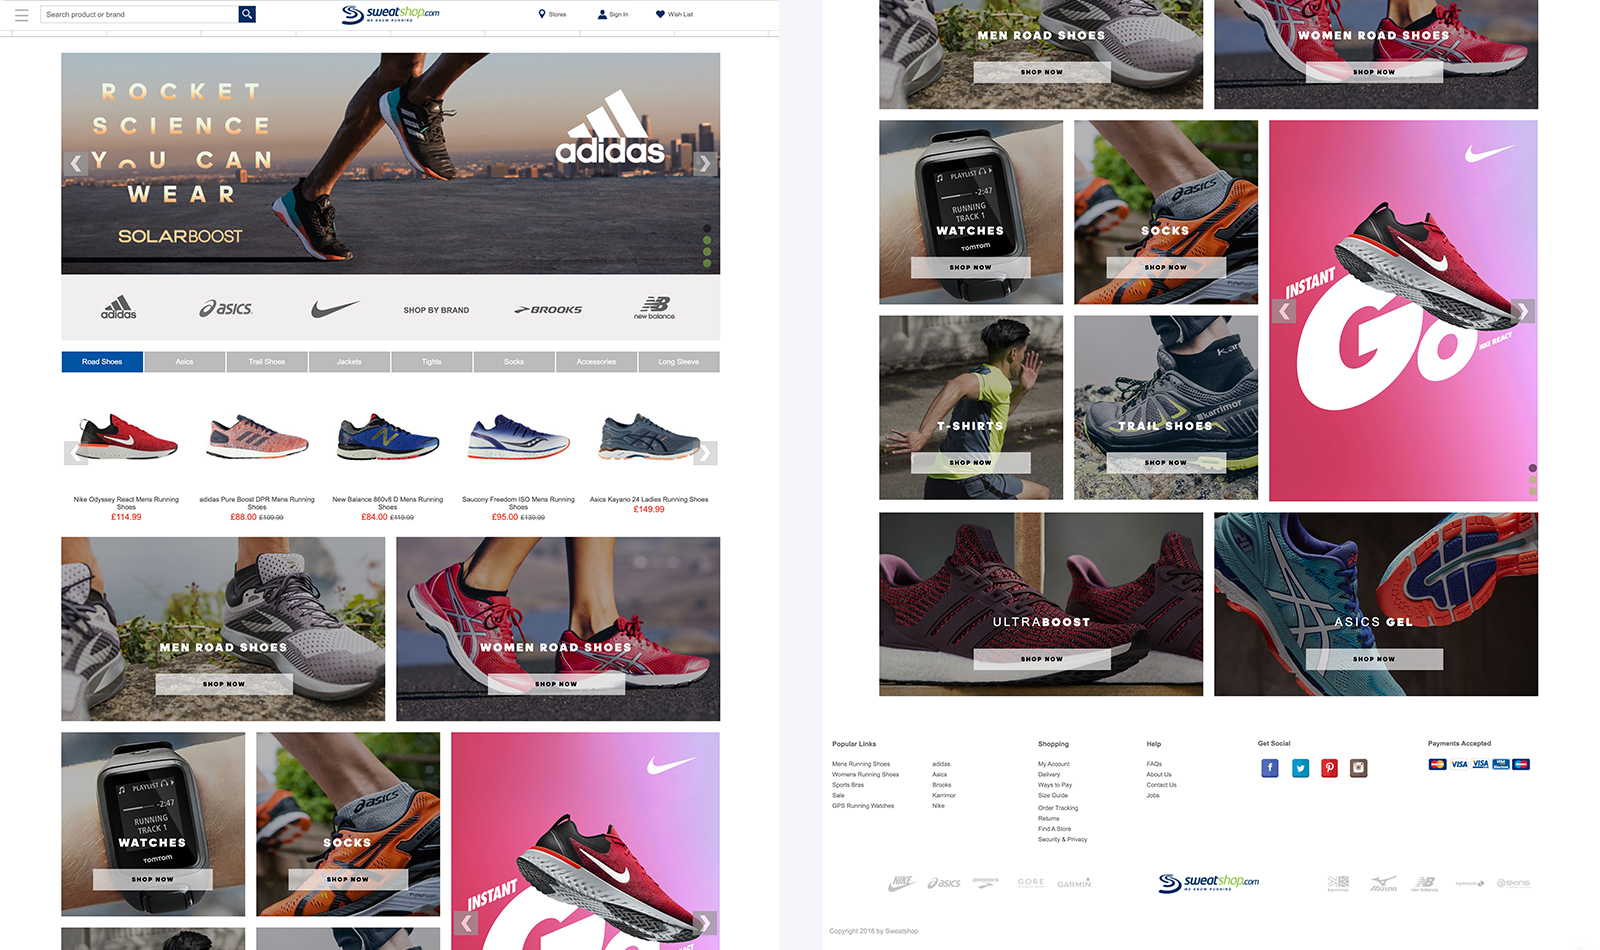 Search product or brand
sweatshop.com
WE KNOW RUNNING
Stores
Sign In
Wish List
ROCKET
SCIENCE
YOU CAN
WEAR
SOLARBOOST
adidas
adidas
asics
SHOP BY BRAND
BROOKS
new balance
Road Shoes
Asics
Trail Shoes
Jackets
Tights
Socks
Accessories
Long Sleeve
Nike Odyssey React Mens Running
Shoes
£114.99
adidas Pure Boost DPR Mens Running
Shoes
£88.00 £109.99
New Balance 860v8 D Mens Running
Shoes
£84.00 £119.99
Saucony Freedom ISO Mens Running
Shoes
£95.00 £139.99
Asics Kayano 24 Ladies Running Shoes
£149.99
MEN ROAD SHOES
SHOP NOW
WOMEN ROAD SHOES
SHOP NOW
PLAYLIST
-2:47
RUNNING
TRACK 1
WATCHES
TOMTOM
SHOP NOW
asics
SOCKS
SHOP NOW
INSTANT
Go
MEN ROAD SHOES
SHOP NOW
WOMEN ROAD SHOES
SHOP NOW
PLAYLIST
-2:47
RUNNING
TRACK 1
WATCHES
TOMTOM
SHOP NOW
asics
SOCKS
SHOP NOW
INSTANT
Go
NIKE REACT
T-SHIRTS
SHOP NOW
karrimor
TRAIL SHOES
SHOP NOW
ULTRABOOST
SHOP NOW
ASICS GEL
SHOP NOW
Popular Links
Mens Running Shoes
Womens Running Shoes
Sports Bras
Sale
GPS Running Watches
adidas
Asics
Brooks
Karrimor
Nike
Shopping
My Account
Delivery
Ways to Pay
Size Guide
Order Tracking
Returns
Find A Store
Security & Privacy
Help
FAQs
About Us
Contact Us
Jobs
Get Social
Payments Accepted
VISA
VISA
VISA
NIKE
asics
BROOKS
GORE
GARMIN
sweatshop.com
WE KNOW RUNNING
karrimor
MIZUNO
new balance
TOMTOM
SKINS
Copyright 2018 by Sweatshop